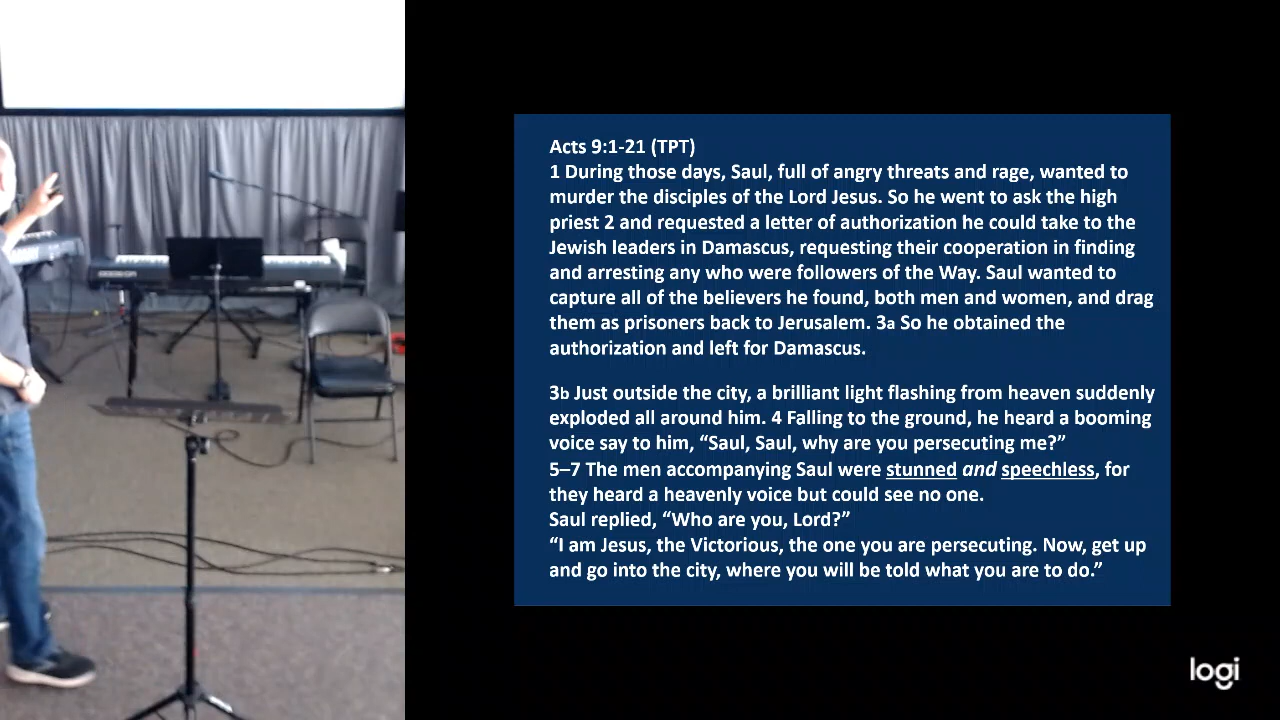 Acts 9:1-21 (TPT)
1 During those days, Saul, full of angry threats and rage, wanted to
murder the disciples of the Lord Jesus. So he went to ask the high
priest 2 and requested a letter of authorization he could take to the
Jewish leaders in Damascus, requesting their cooperation in finding
and arresting any who were followers of the Way. Saul wanted to
capture all of the believers he found, both men and women, and drag
them as prisoners back to Jerusalem. 3a So he obtained the
authorization and left for Damascus.
3b Just outside the city, a brilliant light flashing from heaven suddenly
exploded all around him. 4 Falling to the ground, he heard a booming
voice say to him, “Saul, Saul, why are you persecuting me?”
5–7 The men accompanying Saul were stunned and speechless, for
they heard a heavenly voice but could see no one.
Saul replied, “Who are you, Lord?”
“I am Jesus, the Victorious, the one you are persecuting. Now, get up
and go into the city, where you will be told what you are to do.”
logi